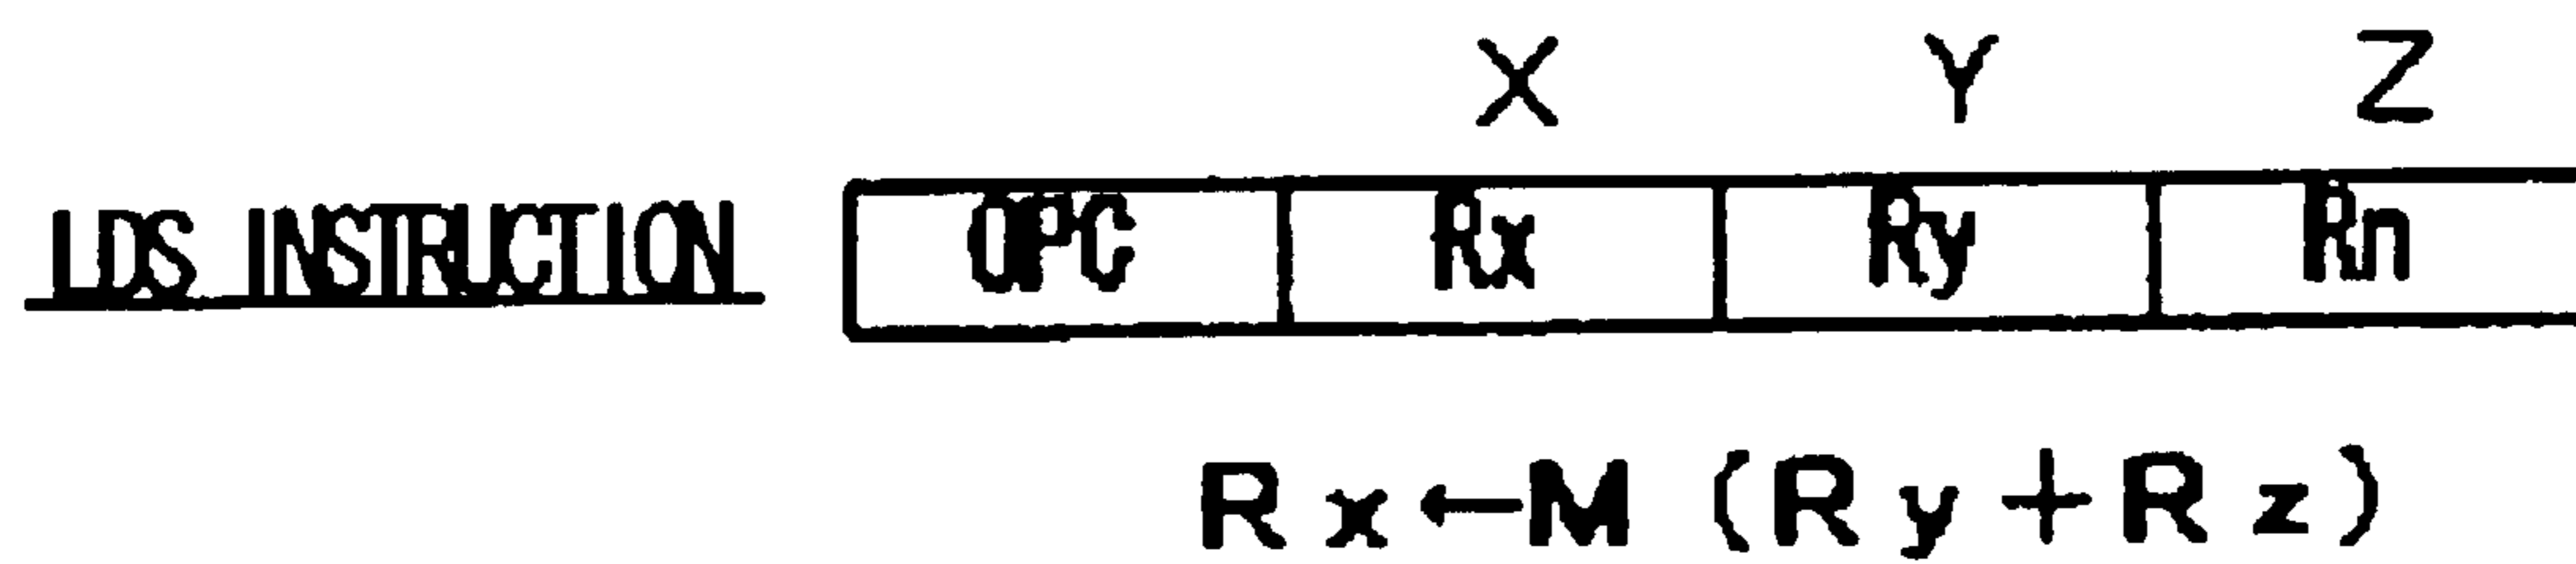 X Y Z
LDS INSTRUCTION OPC Rx Ry Rn
Rx←M (Ry+Rz)